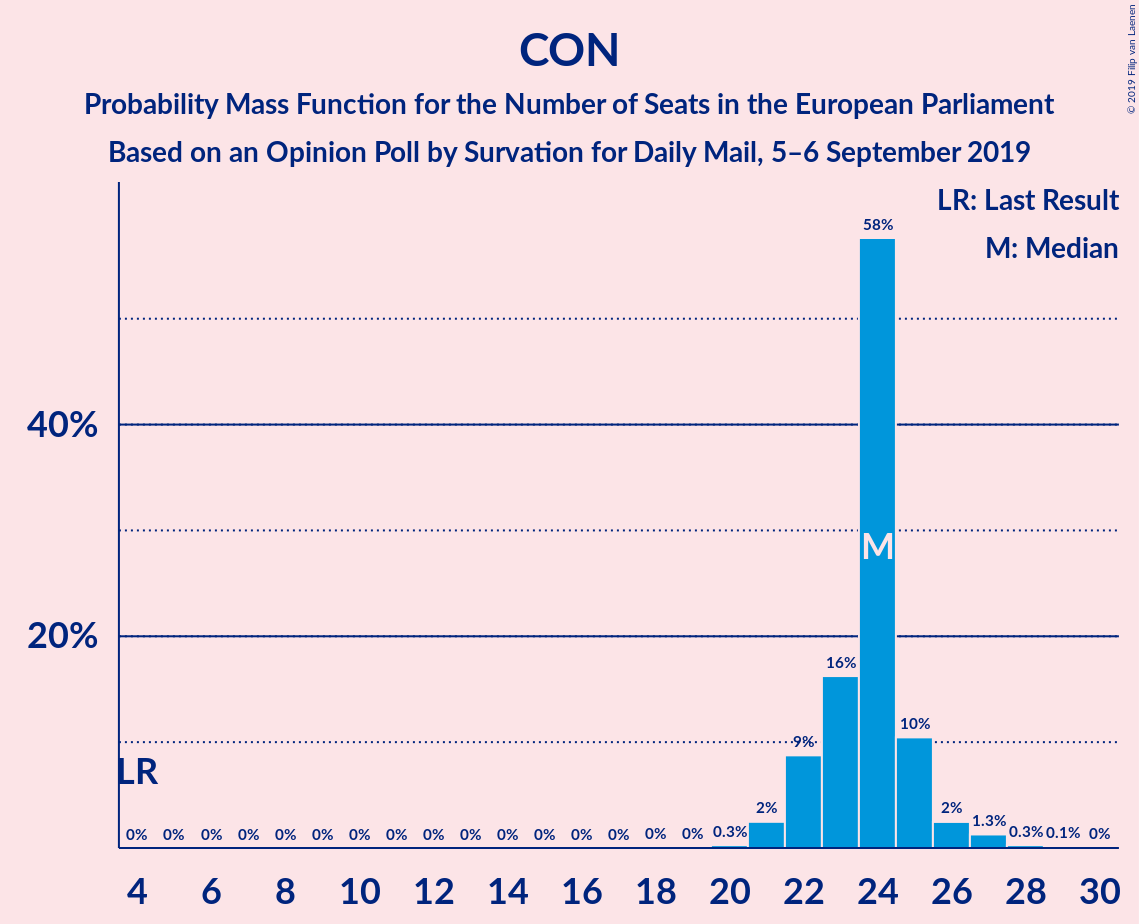 CON
Probability Mass Function for the Number of Seats in the European Parliament
Based on an Opinion Poll by Survation for Daily Mail, 5–6 September 2019
© 2019 Filip van Laenen
LR: Last Result
M: Median
58%
40%
M
20%
16%
10%
9%
LR
2%
2%
1.3%
0% 0% 0% 0% 0% 0% 0% 0% 0% 0% 0% 0% 0% 0% 0% 0% 0.3% 0.3% 0.1% 0%
4 6 8 10 12 14 16 18 20 22 24 26 28 30